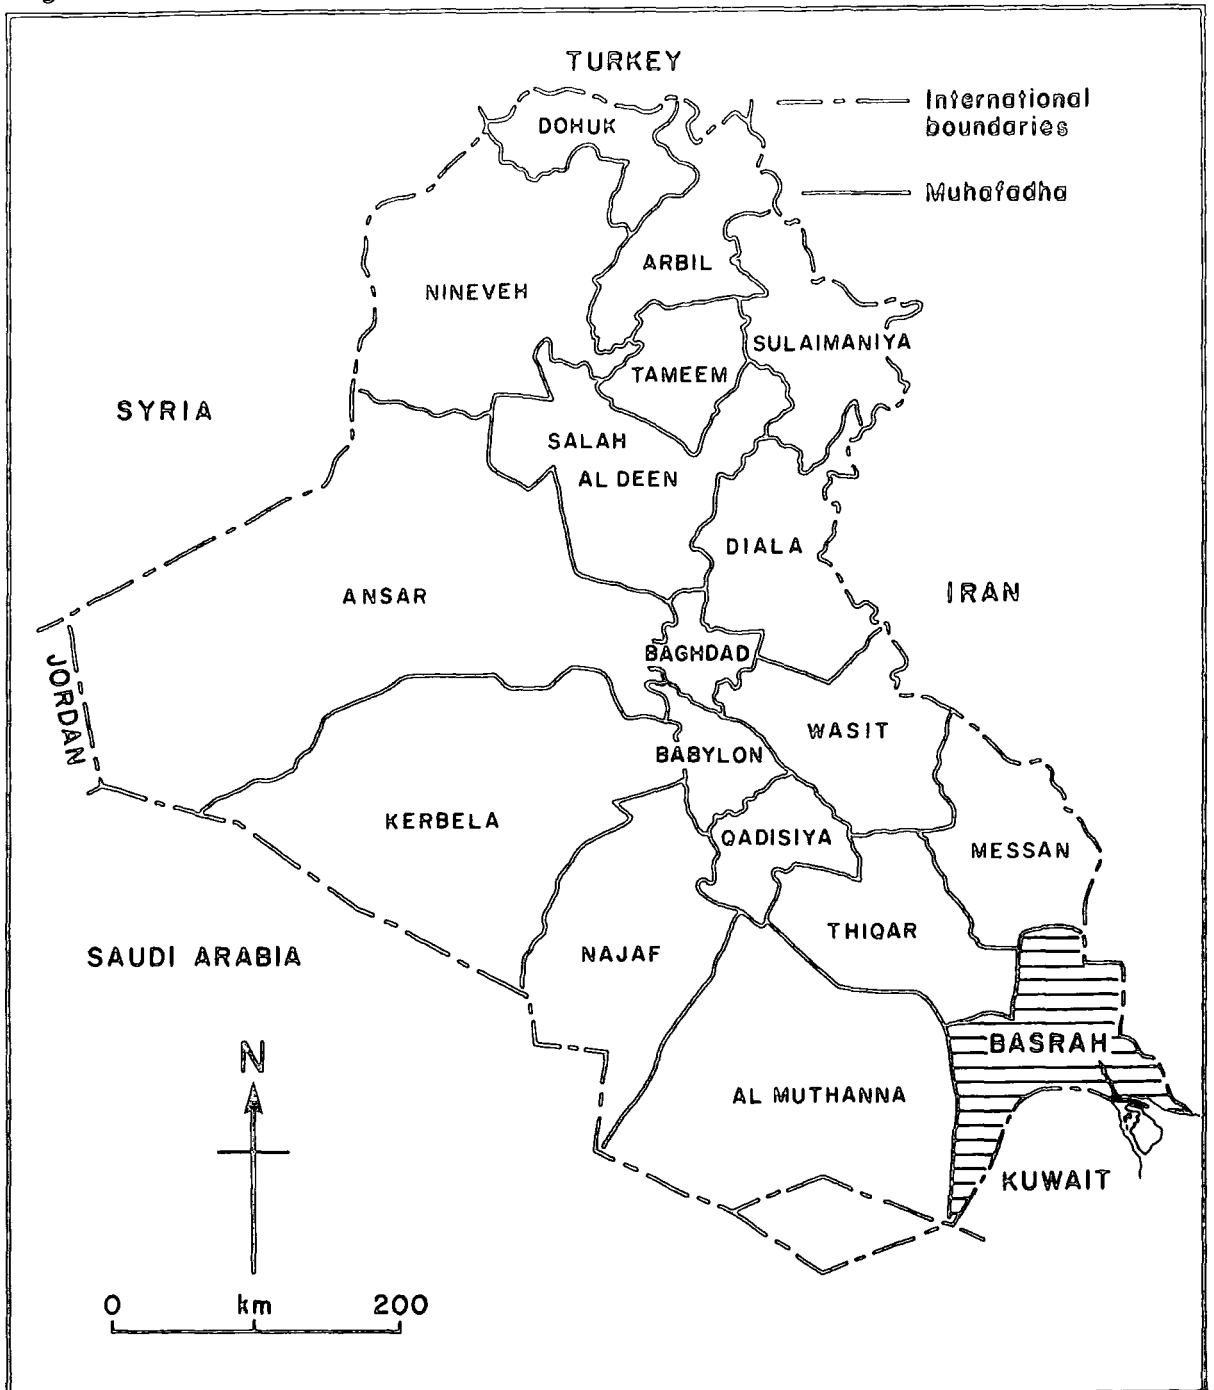 TURKEY
International
boundaries
DOHUK
Muhafadha
ARBIL
NINEVEH
SULAIMANIYA
TAMEEM
SYRIA
SALAH
AL DEEN
DIALA
ANSAR
IRAN
BAGHDAD
JORDAN
WASIT
BABYLON
KERBELA
QADISIYA
MESSAN
THIQAR
NAJAF
SAUDI ARABIA
BASRAH
N
AL MUTHANNA
KUWAIT
0 km 200